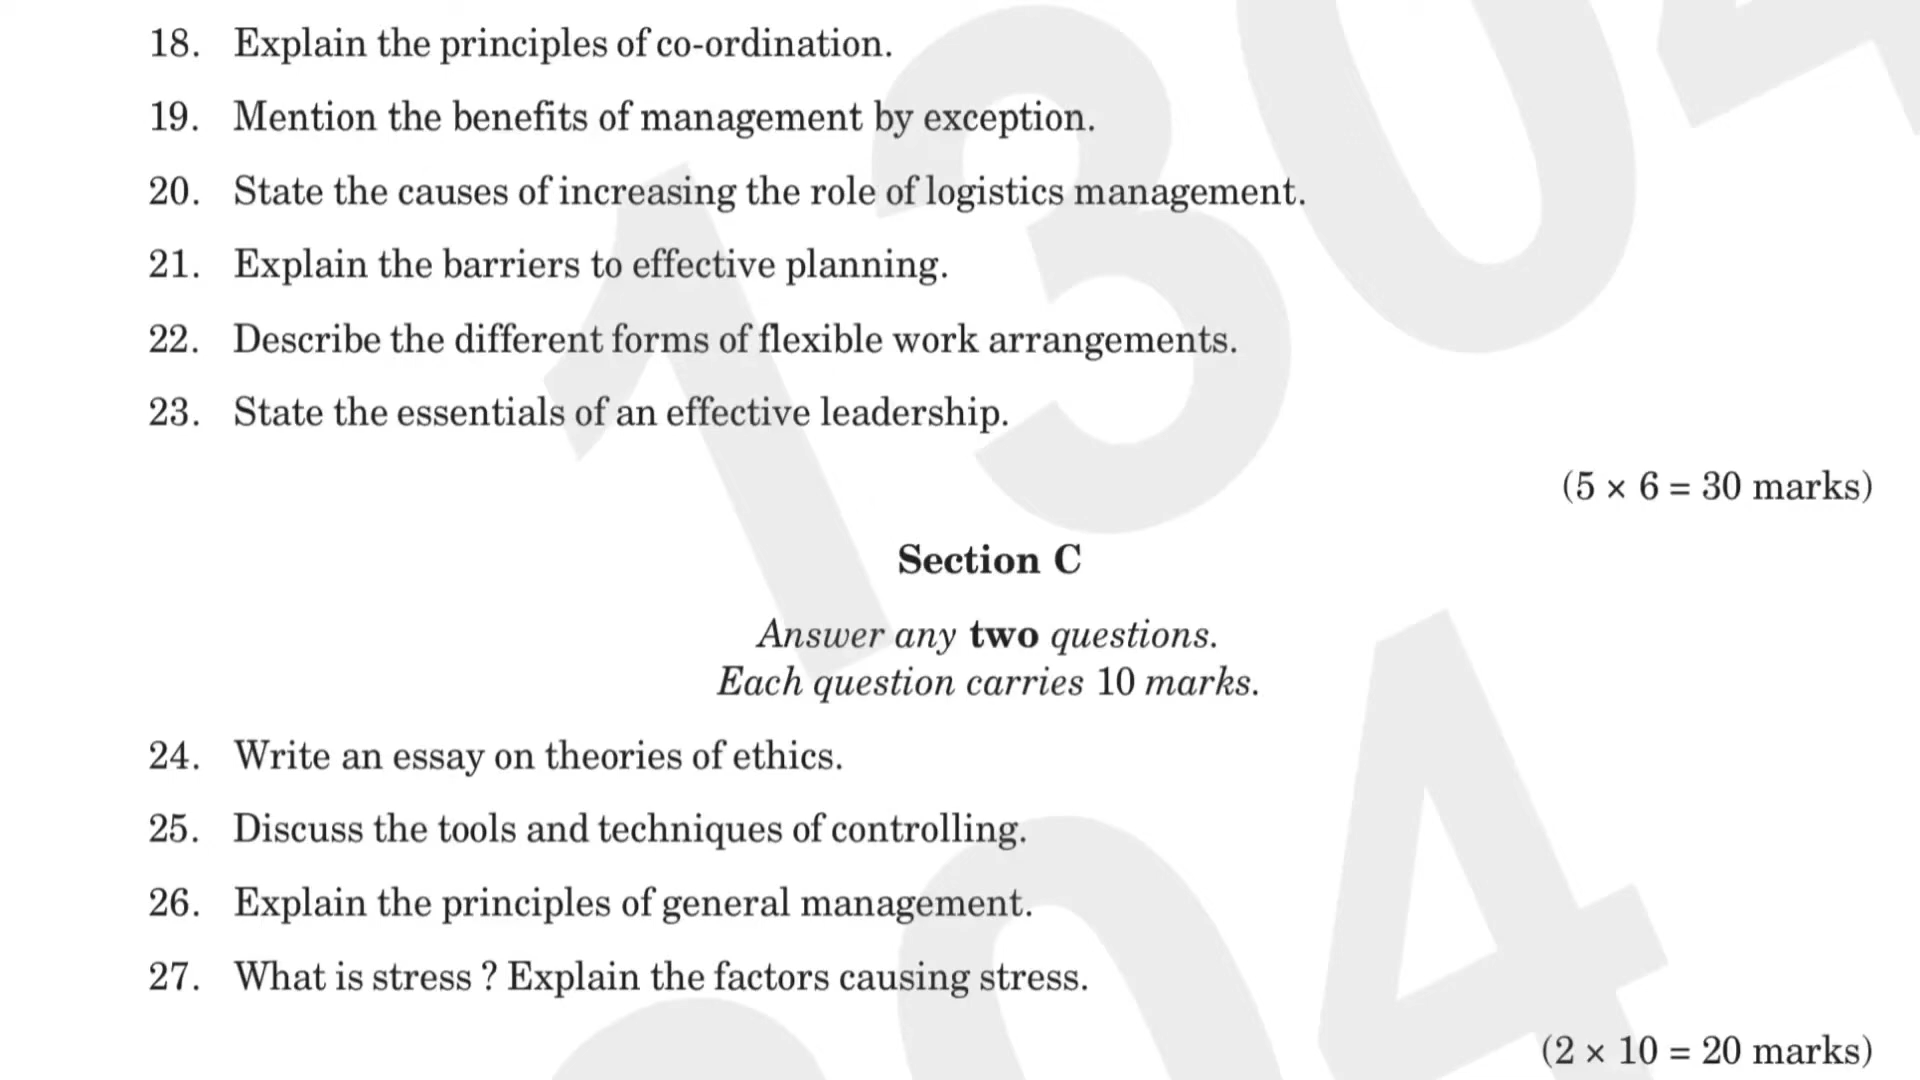 18. Explain the principles of co-ordination.
19. Mention the benefits of management by exception.
20. State the causes of increasing the role of logistics management.
21. Explain the barriers to effective planning.
22. Describe the different forms of flexible work arrangements.
23. State the essentials of an effective leadership.
(5 × 6 = 30 marks)
Section C
Answer any two questions.
Each question carries 10 marks.
24. Write an essay on theories of ethics.
25. Discuss the tools and techniques of controlling.
26. Explain the principles of general management.
27. What is stress ? Explain the factors causing stress.
(2 × 10 = 20 marks)